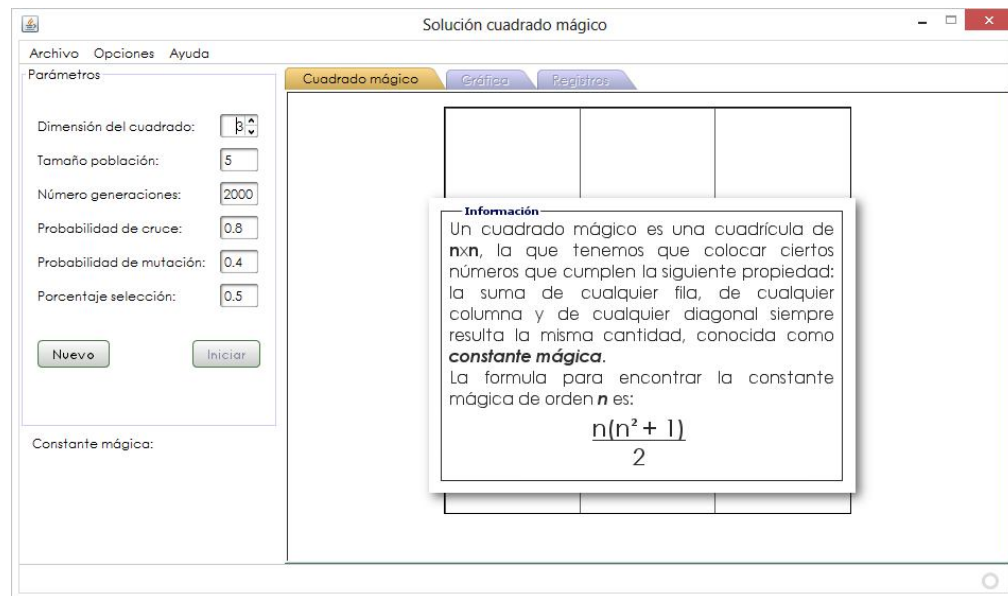 Solución cuadrado mágico
Archivo Opciones Ayuda
Parámetros
Cuadrado mágico Gráfica Registros
Dimensión del cuadrado: 3
Tamaño población: 5
Número generaciones: 2000
Probabilidad de cruce: 0.8
Probabilidad de mutación: 0.4
Porcentaje selección: 0.5
Nuevo Iniciar
Constante mágica:
Información
Un cuadrado mágico es una cuadrícula de
nxn, la que tenemos que colocar ciertos
números que cumplen la siguiente propiedad:
la suma de cualquier fila, de cualquier
columna y de cualquier diagonal siempre
resulta la misma cantidad, conocida como
constante mágica.
La formula para encontrar la constante
mágica de orden n es:
n(n² + 1)
2